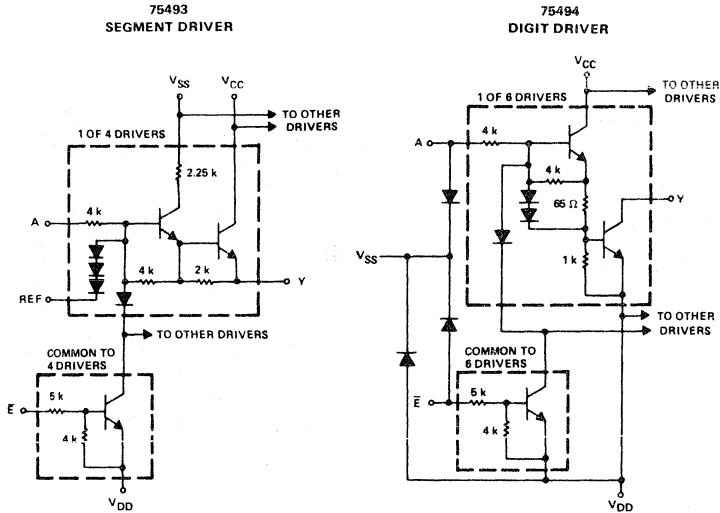 75493
SEGMENT DRIVER
VSS
VCC
TO OTHER
DRIVERS
1 OF 4 DRIVERS
2.25 k
A
4 k
4 k
2 k
Y
REF
TO OTHER DRIVERS
COMMON TO
4 DRIVERS
E̅
5 k
4 k
VDD
75494
DIGIT DRIVER
VCC
TO OTHER
DRIVERS
1 OF 6 DRIVERS
A
4 k
4 k
65 Ω
Y
1 k
VSS
TO OTHER
DRIVERS
COMMON TO
6 DRIVERS
E̅
5 k
4 k
VDD